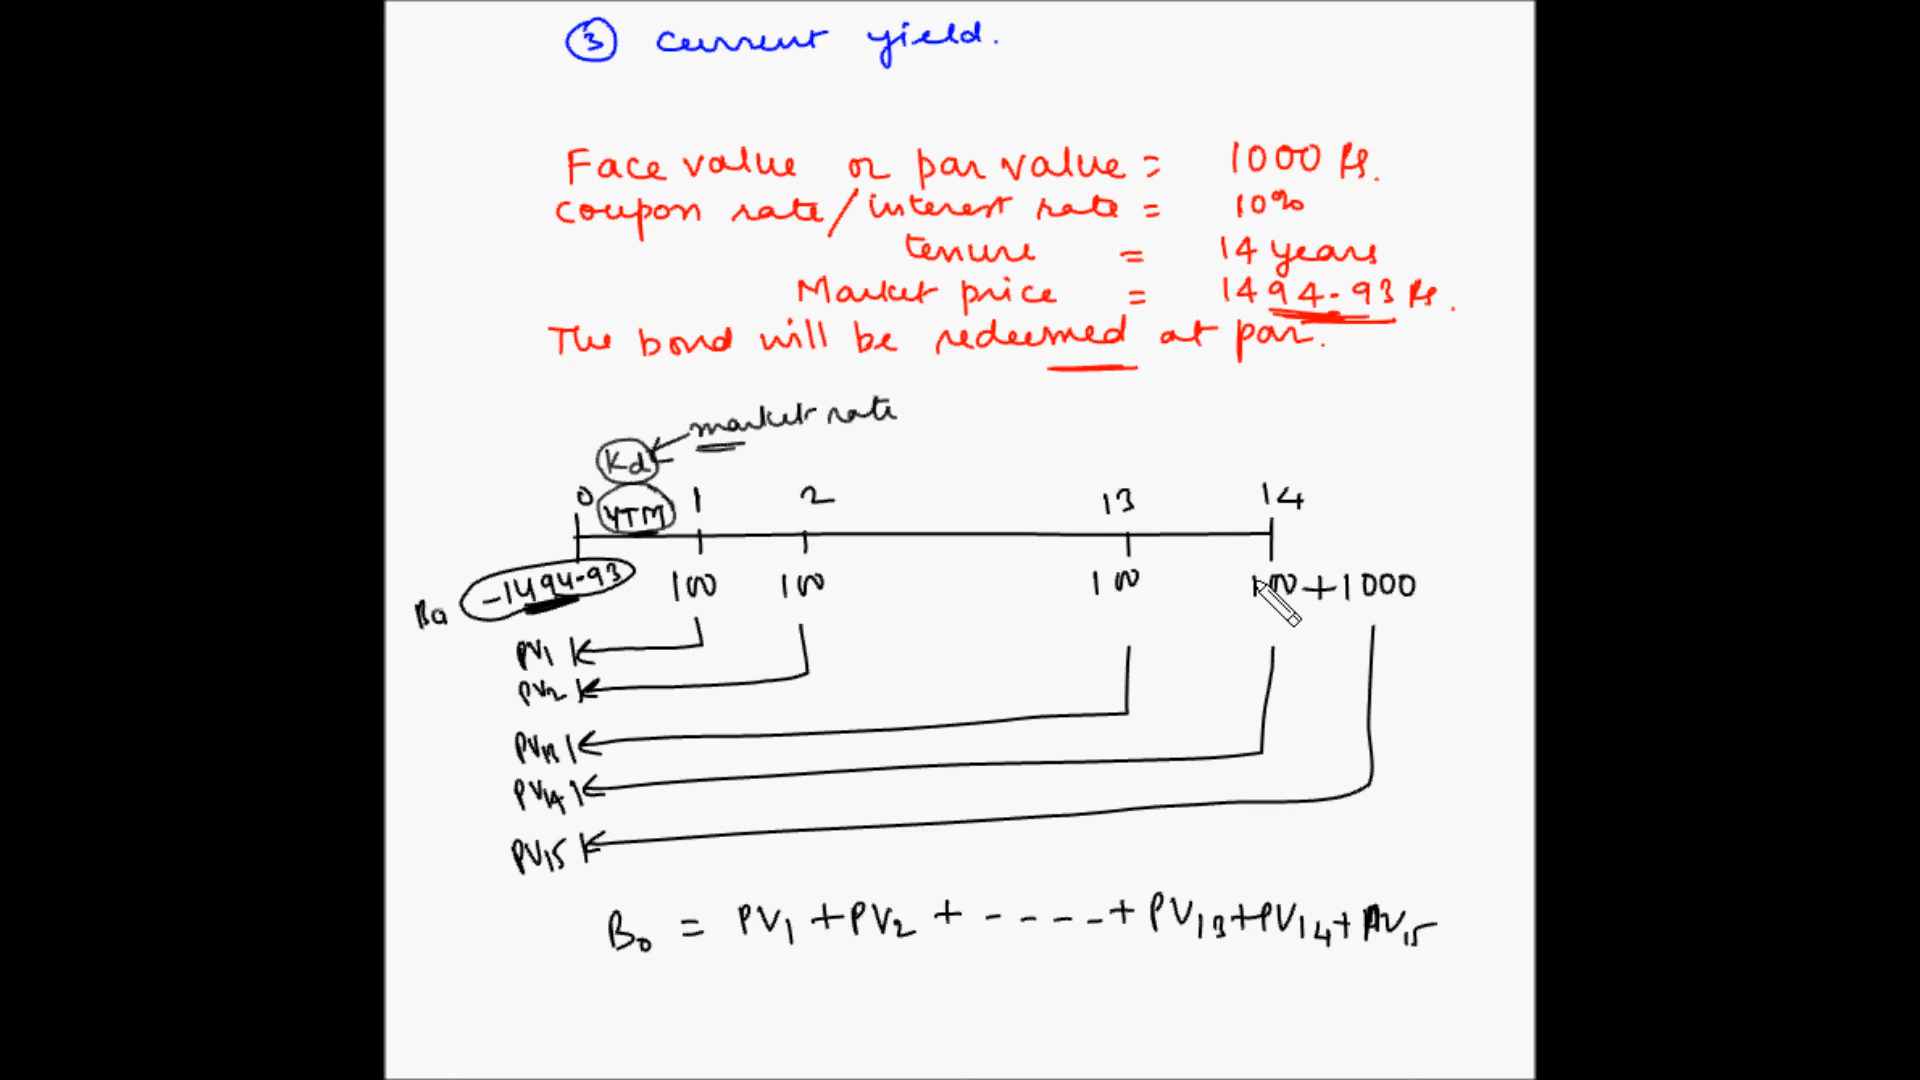 ③ current yield.
Face value or par value = 1000 Rs.
coupon rate/interest rate = 10%
tenure = 14 years
Market price = 1494.93 Rs.
The bond will be redeemed at par.
market rate
Kd
0 YTM 1 2 13 14
B0 -1494.93 100 100 100 100+1000
PV1
PV2
PV13
PV14
PV15
B0 = PV1 + PV2 + ----+ PV13+PV14+PV15